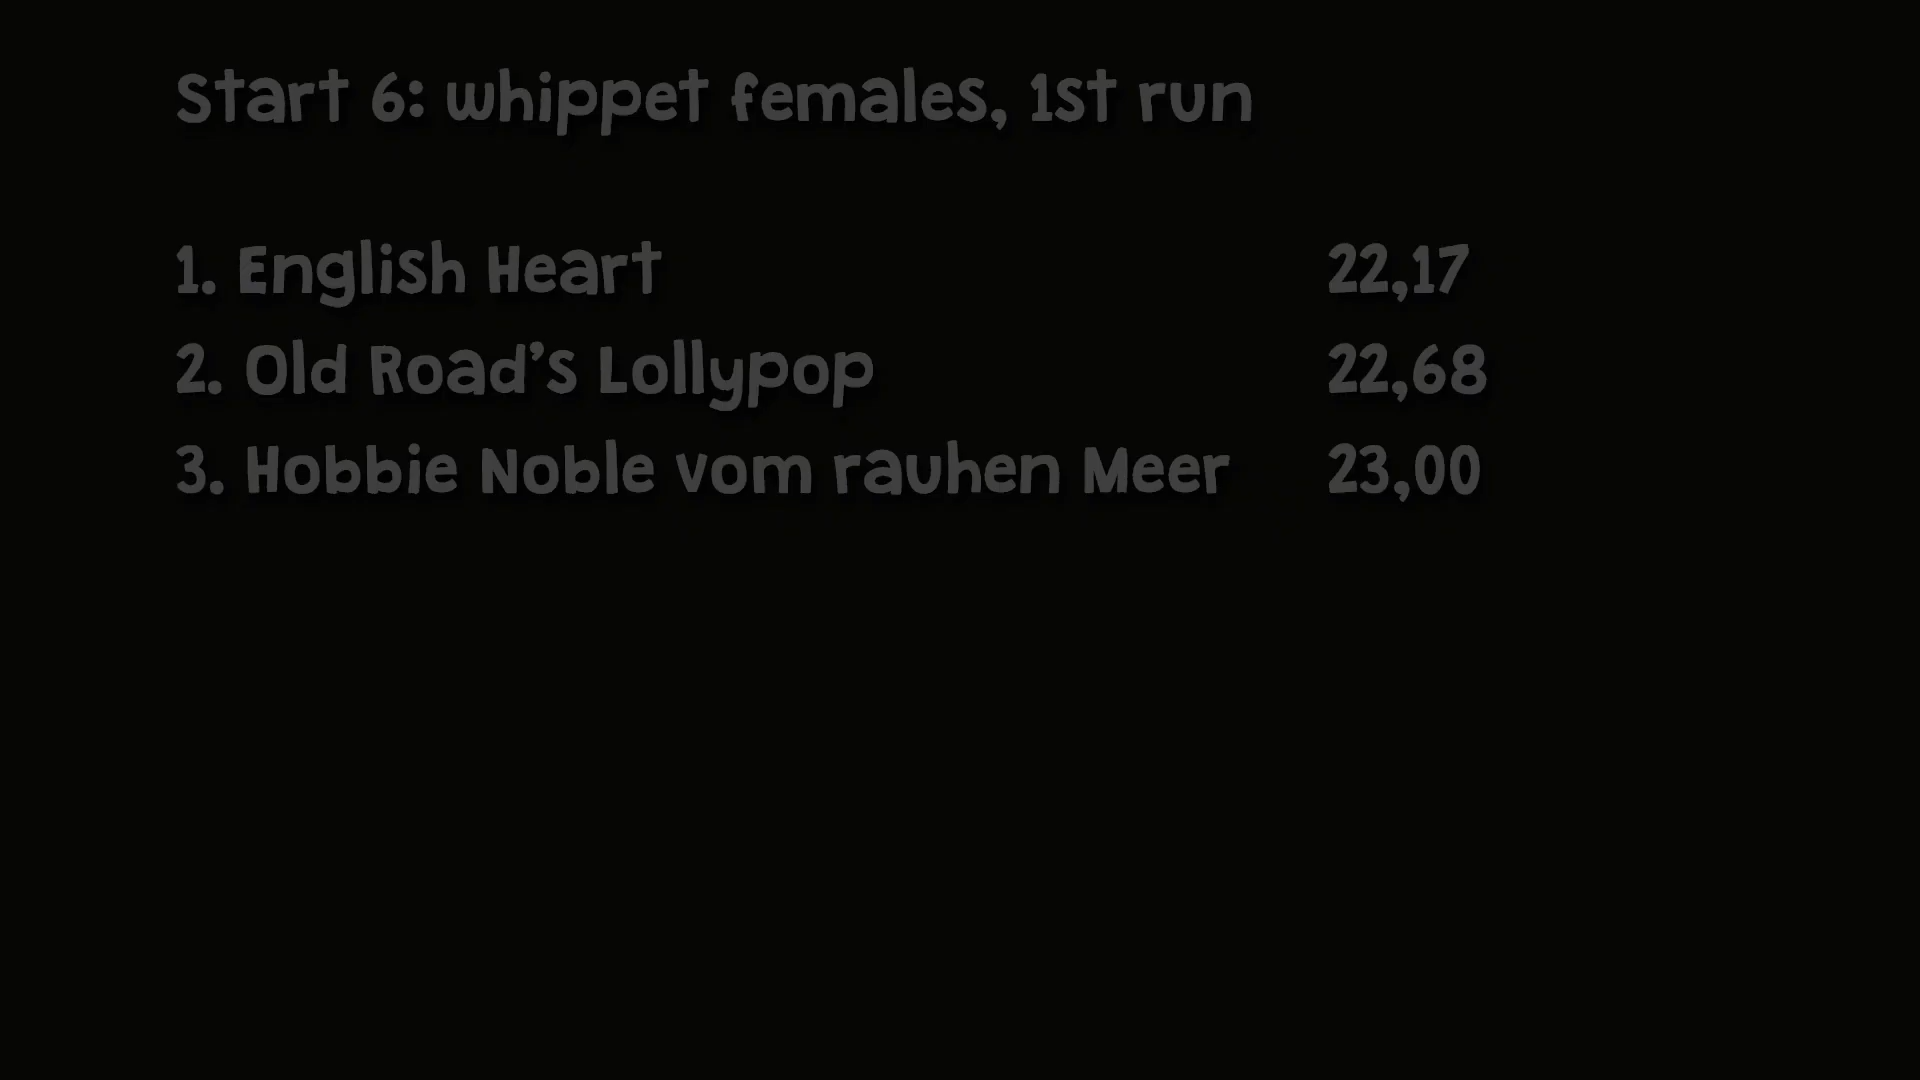 Start 6: whippet females, 1st run
1. English Heart 22,17
2. Old Road's Lollypop 22,68
3. Hobbie Noble vom rauhen Meer 23,00